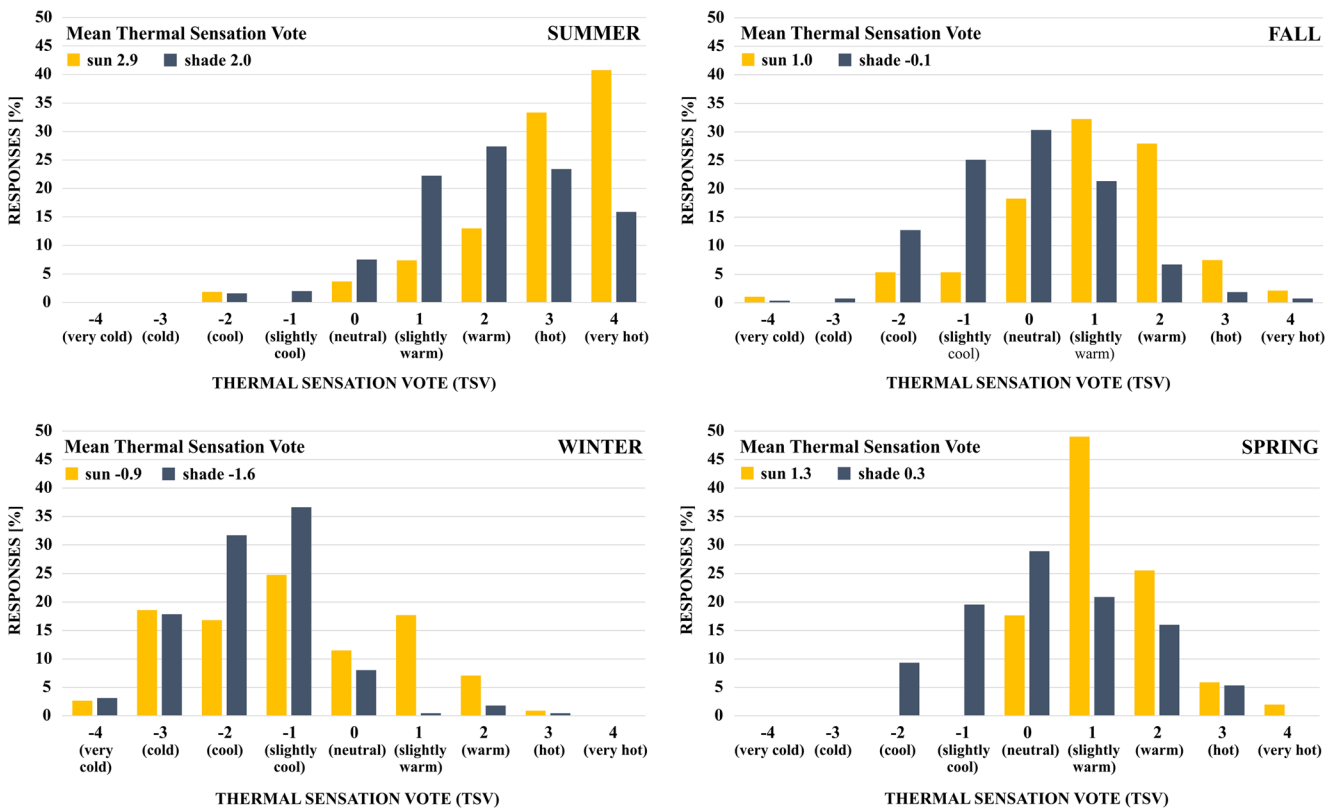 SUMMER
Mean Thermal Sensation Vote
sun 2.9 shade 2.0
RESPONSES [%]
50
45
40
35
30
25
20
15
10
5
0
-4 -3 -2 -1 0 1 2 3 4
(very cold) (cold) (cool) (slightly (neutral) (slightly (warm) (hot) (very hot)
cool) warm)
THERMAL SENSATION VOTE (TSV)
FALL
Mean Thermal Sensation Vote
sun 1.0 shade -0.1
RESPONSES [%]
50
45
40
35
30
25
20
15
10
5
0
-4 -3 -2 -1 0 1 2 3 4
(very cold) (cold) (cool) (slightly (neutral) (slightly (warm) (hot) (very hot)
cool) warm)
THERMAL SENSATION VOTE (TSV)
WINTER
Mean Thermal Sensation Vote
sun -0.9 shade -1.6
RESPONSES [%]
50
45
40
35
30
25
20
15
10
5
0
-4 -3 -2 -1 0 1 2 3 4
(very (cold) (cool) (slightly (neutral) (slightly (warm) (hot) (very hot)
cold) cool) warm)
THERMAL SENSATION VOTE (TSV)
SPRING
Mean Thermal Sensation Vote
sun 1.3 shade 0.3
RESPONSES [%]
50
45
40
35
30
25
20
15
10
5
0
-4 -3 -2 -1 0 1 2 3 4
(very cold) (cold) (cool) (slightly (neutral) (slightly (warm) (hot) (very hot)
cool) warm)
THERMAL SENSATION VOTE (TSV)